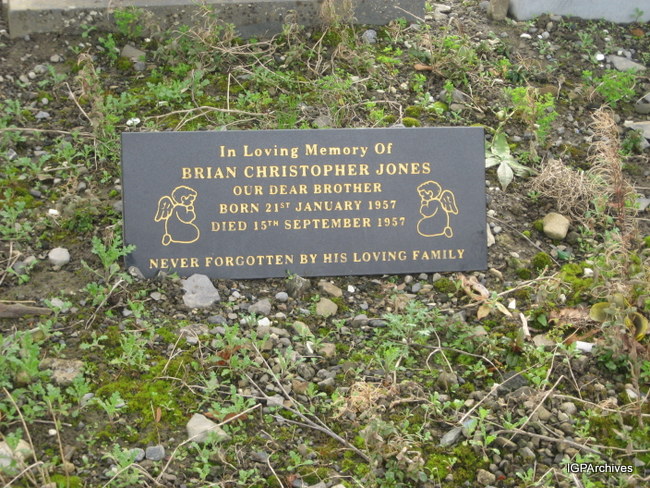 In Loving Memory Of
BRIAN CHRISTOPHER JONES
OUR DEAR BROTHER
BORN 21ST JANUARY 1957
DIED 15TH SEPTEMBER 1957
NEVER FORGOTTEN BY HIS LOVING FAMILY
IGPArchives